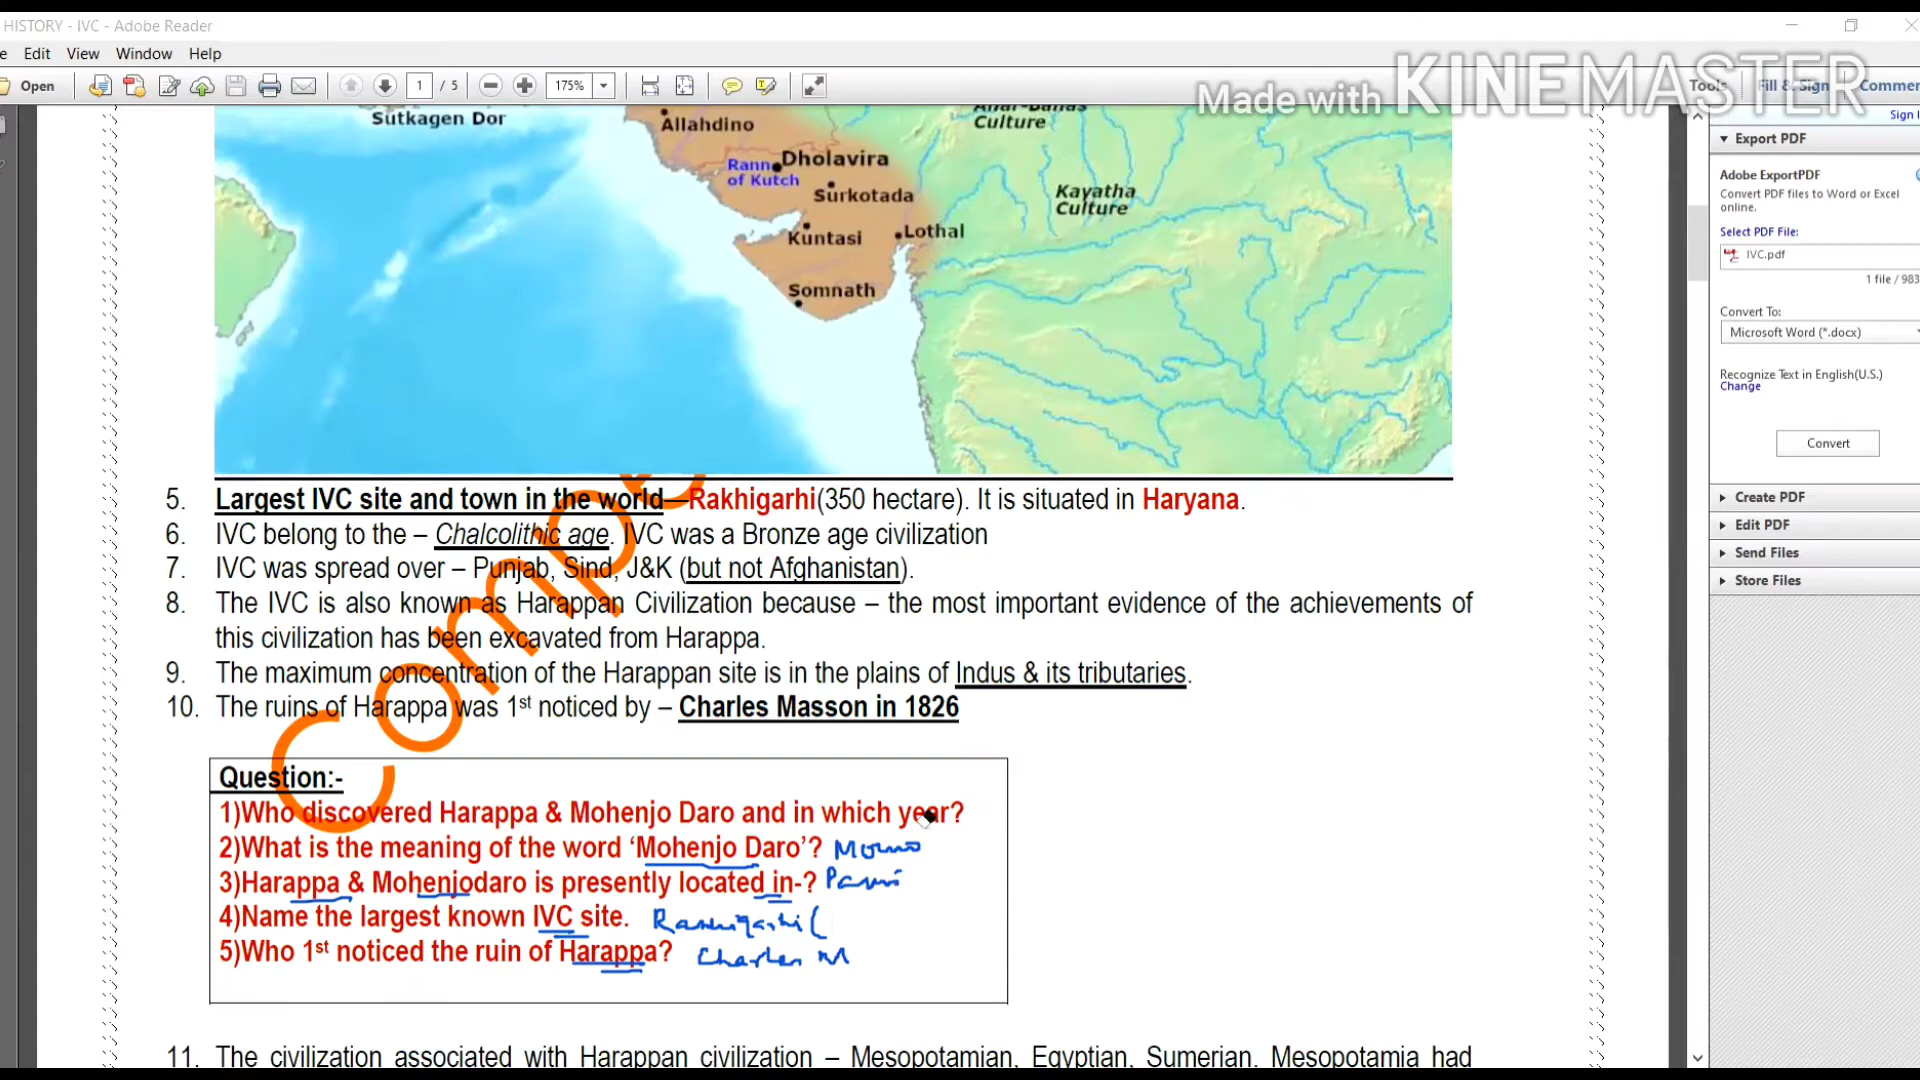 HISTORY - IVC - Adobe Reader
Edit View Window Help
Open 1 / 5 175% Tools Fill & Sign Commer
Made with KINEMASTER
Sign I
Export PDF
Adobe ExportPDF
Convert PDF files to Word or Excel
online.
Select PDF File:
IVC.pdf
1 file / 983
Convert To:
Microsoft Word (*.docx)
Recognize Text in English(U.S.)
Change
Convert
Create PDF
Edit PDF
Send Files
Store Files
Sutkagen Dor
Allahdino
Culture
Rann of Kutch
Dholavira
Surkotada
Kayatha
Culture
Kuntasi
Lothal
Somnath
Compe
5. Largest IVC site and town in the world—Rakhigarhi(350 hectare). It is situated in Haryana.
6. IVC belong to the – Chalcolithic age. IVC was a Bronze age civilization
7. IVC was spread over – Punjab, Sind, J&K (but not Afghanistan).
8. The IVC is also known as Harappan Civilization because – the most important evidence of the achievements of
this civilization has been excavated from Harappa.
9. The maximum concentration of the Harappan site is in the plains of Indus & its tributaries.
10. The ruins of Harappa was 1st noticed by – Charles Masson in 1826
Question:-
1)Who discovered Harappa & Mohenjo Daro and in which year?
2)What is the meaning of the word ‘Mohenjo Daro’?
3)Harappa & Mohenjodaro is presently located in-?
4)Name the largest known IVC site.
5)Who 1st noticed the ruin of Harappa? Charles M
11. The civilization associated with Harappan civilization – Mesopotamian, Egyptian, Sumerian. Mesopotamia had